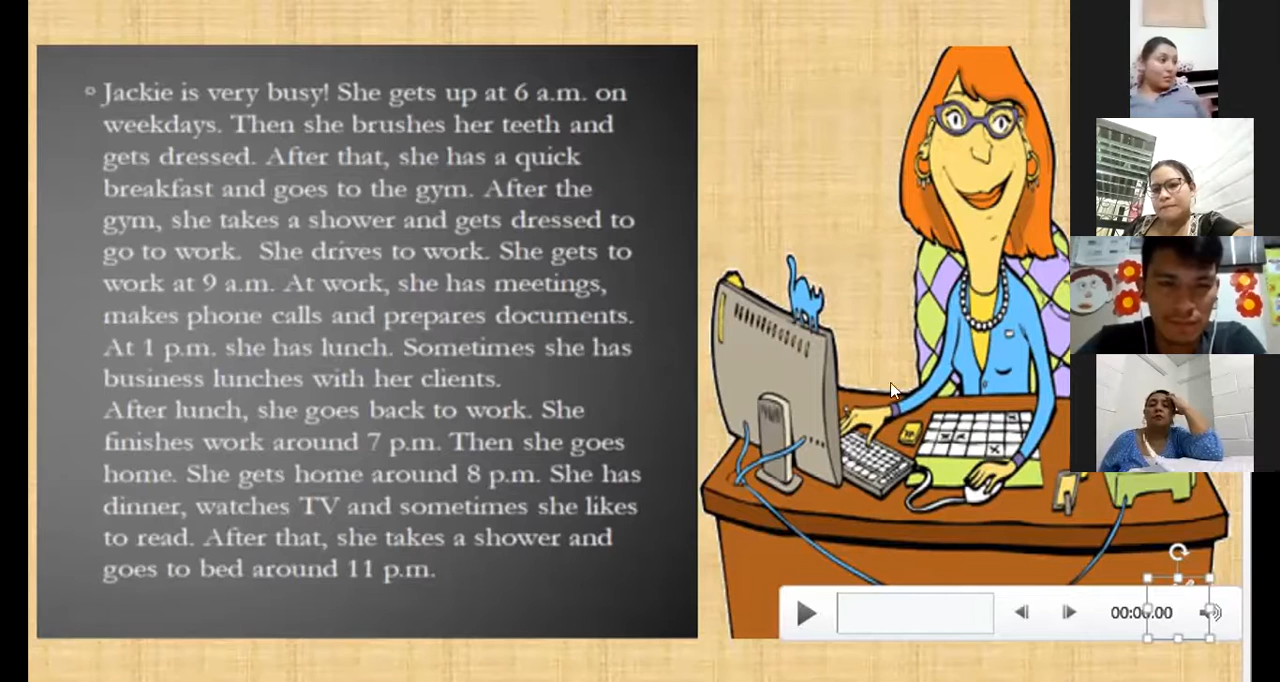 Jackie is very busy! She gets up at 6 a.m. on
weekdays. Then she brushes her teeth and
gets dressed. After that, she has a quick
breakfast and goes to the gym. After the
gym, she takes a shower and gets dressed to
go to work. She drives to work. She gets to
work at 9 a.m. At work, she has meetings,
makes phone calls and prepares documents.
At 1 p.m. she has lunch. Sometimes she has
business lunches with her clients.
After lunch, she goes back to work. She
finishes work around 7 p.m. Then she goes
home. She gets home around 8 p.m. She has
dinner, watches TV and sometimes she likes
to read. After that, she takes a shower and
goes to bed around 11 p.m.
00:00.00